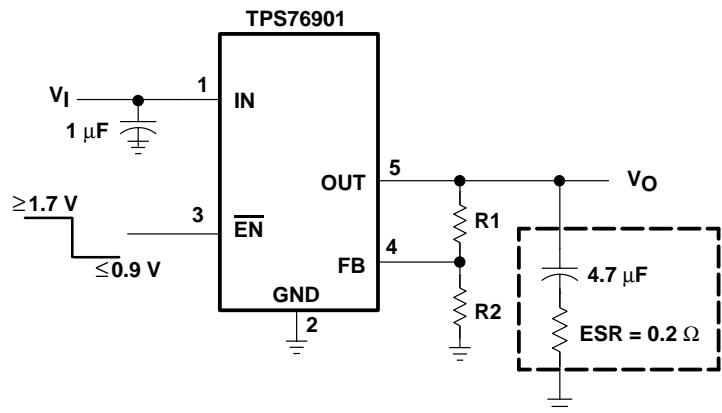 TPS76901
1
VI
IN
1 μF
5
OUT
VO
≥1.7 V
3
EN
R1
4
≤0.9 V
FB
4.7 μF
GND
R2
2
ESR = 0.2 Ω